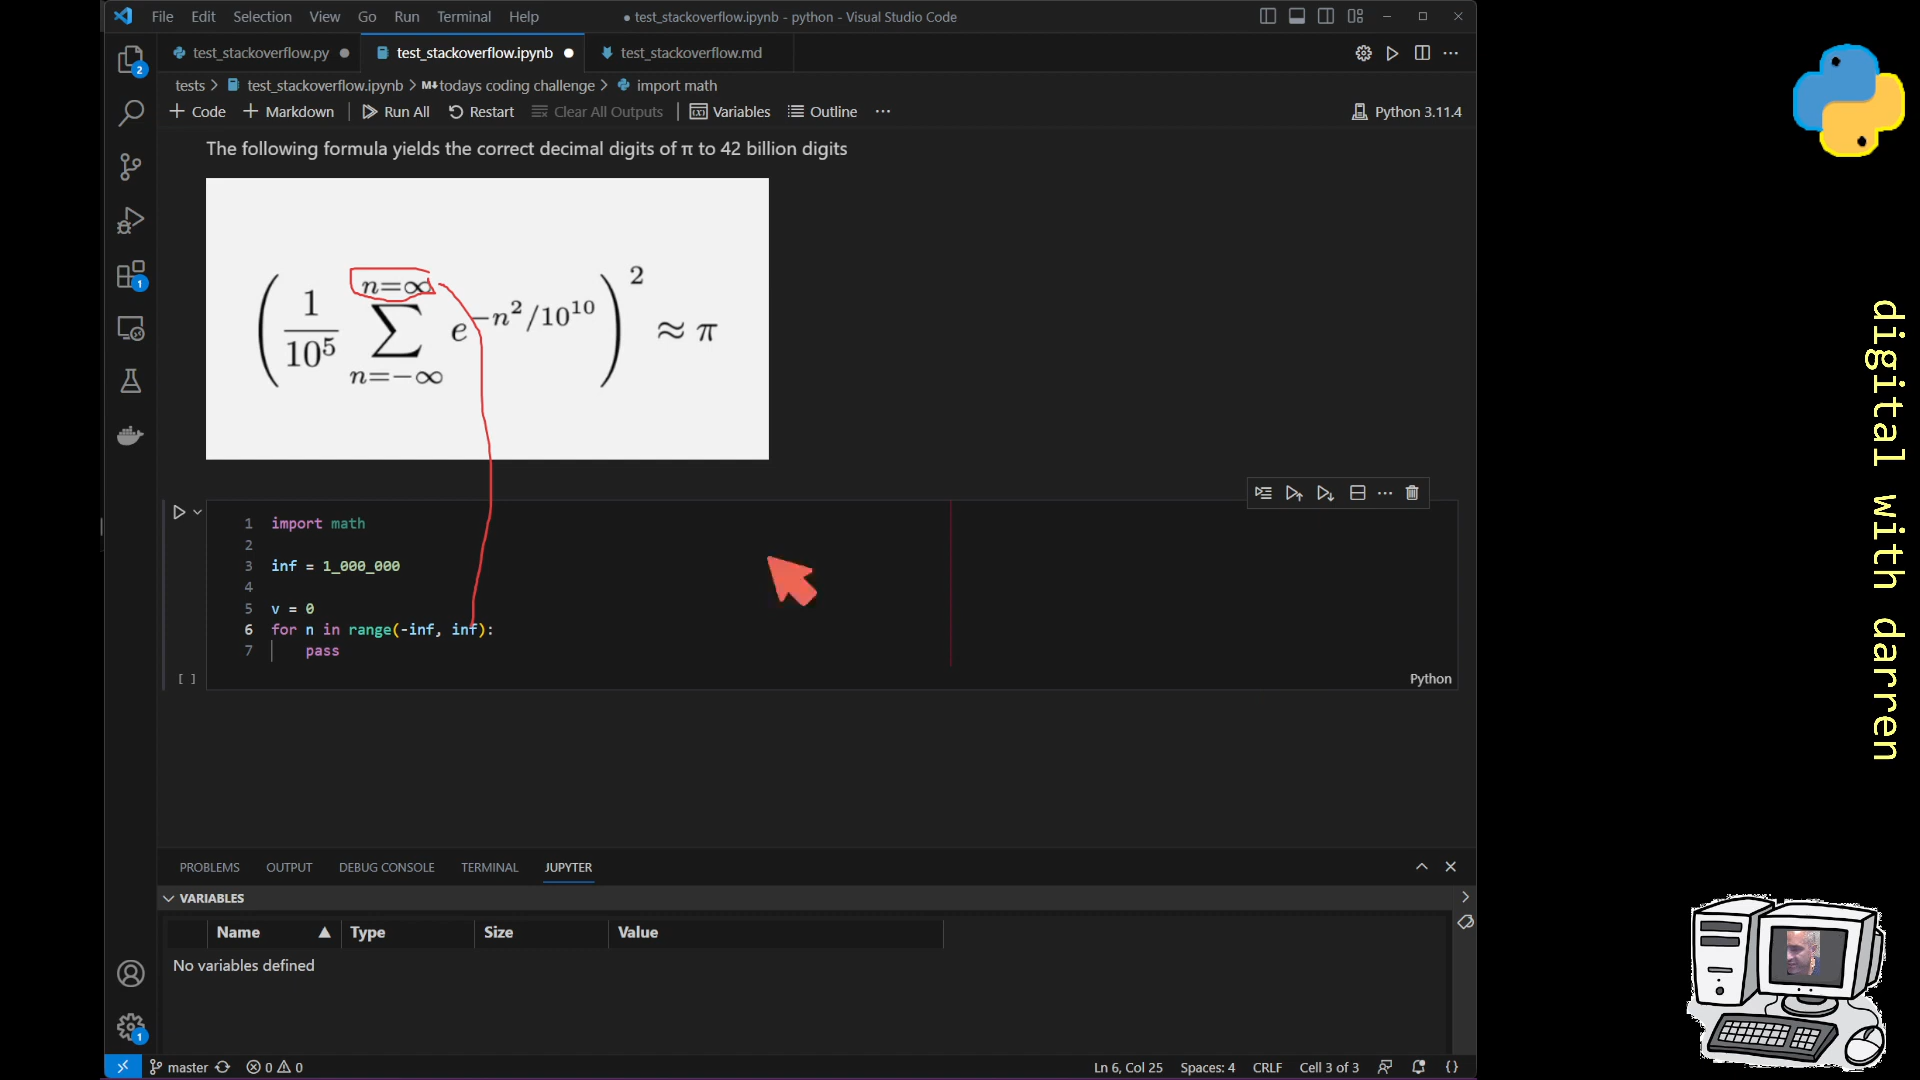 File Edit Selection View Go Run Terminal Help
● test_stackoverflow.ipynb - python - Visual Studio Code
test_stackoverflow.py ● test_stackoverflow.ipynb ● test_stackoverflow.md
tests > test_stackoverflow.ipynb > M↓todays coding challenge > import math
+ Code + Markdown | Run All Restart Clear All Outputs | Variables Outline ··· Python 3.11.4
The following formula yields the correct decimal digits of π to 42 billion digits
(1/10⁵ ∑ n=−∞ n=∞ e^(−n²/10¹⁰))² ≈ π
1 import math
2
3 inf = 1_000_000
4
5 v = 0
6 for n in range(-inf, inf):
7 pass
[ ]
Python
PROBLEMS OUTPUT DEBUG CONSOLE TERMINAL JUPYTER
VARIABLES
Name ▲ Type Size Value
No variables defined
master 0 0 Ln 6, Col 25 Spaces: 4 CRLF Cell 3 of 3
2
1
1
digital with darren